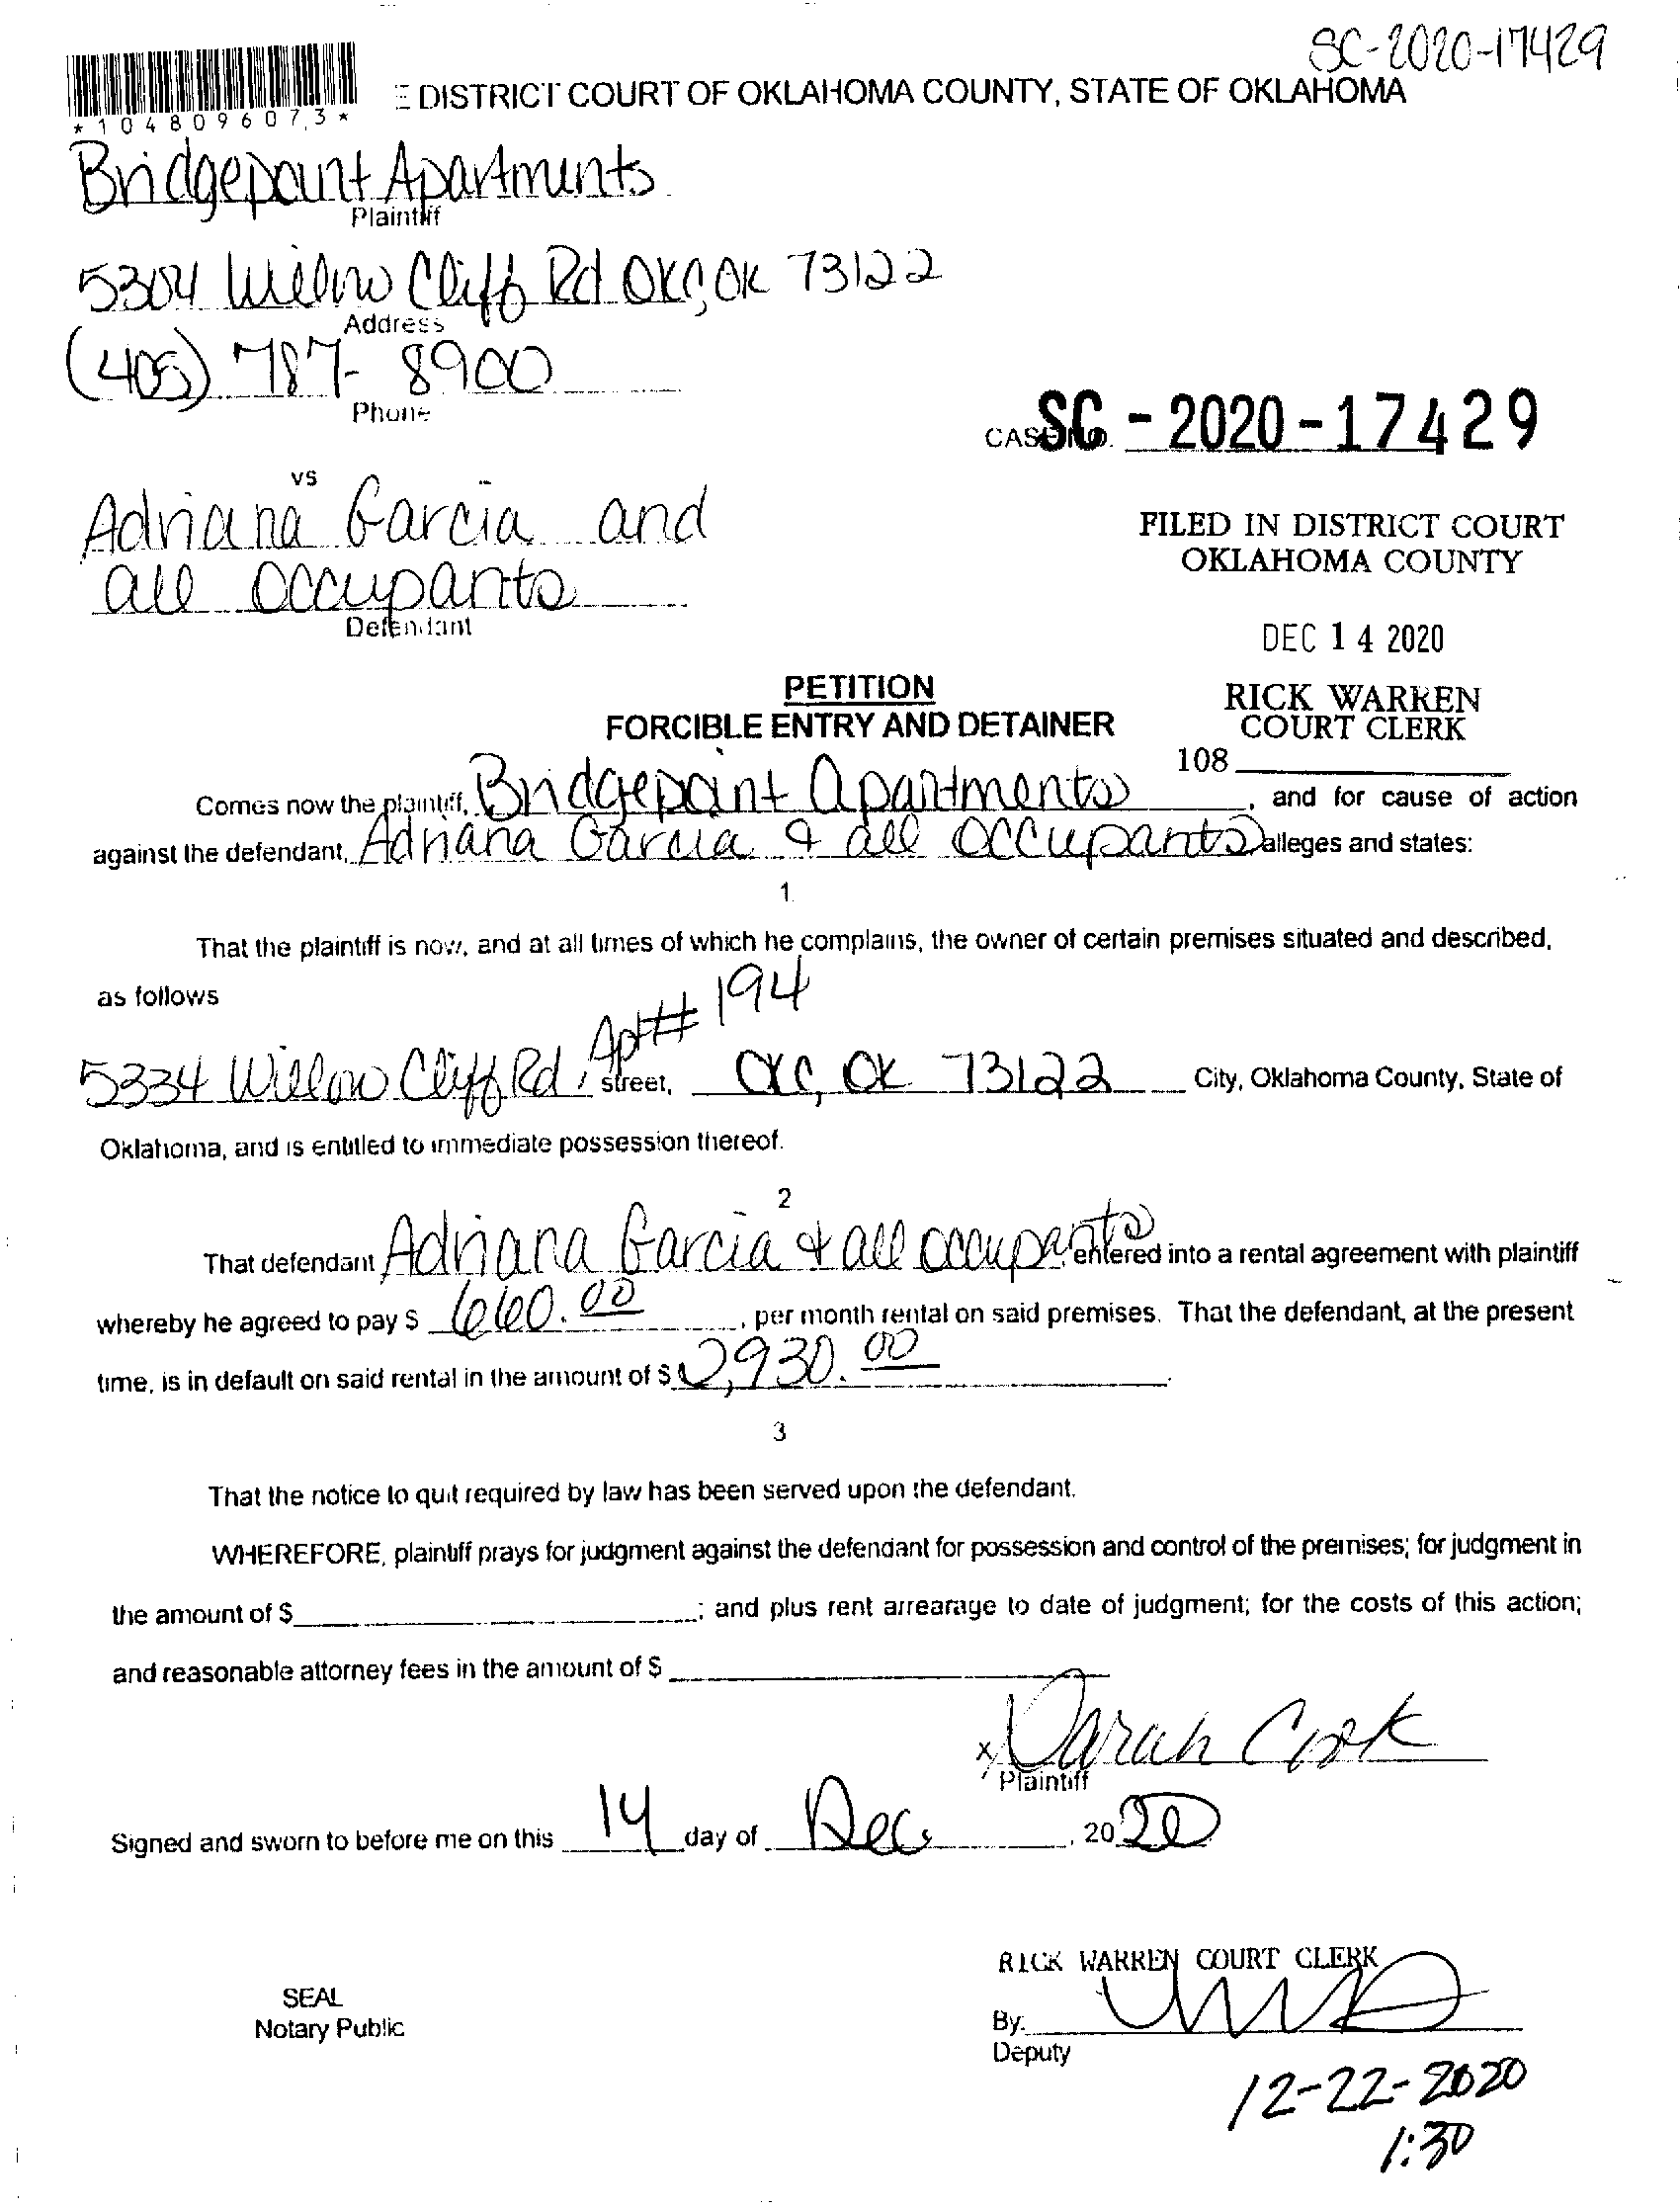 SC-2020-17429
E DISTRICT COURT OF OKLAHOMA COUNTY, STATE OF OKLAHOMA
* 1 0 4 8 0 9 6 0 7 3 *
Bridgepoint Apartments
Plaintiff
5304 Willow Cliff Rd OKC, OK 73122
Address
(405) 787-8900
Phone
CASE NO. SC - 2020 - 17429
vs
Adriana Garcia and
all occupants
Defendant
FILED IN DISTRICT COURT
OKLAHOMA COUNTY
DEC 14 2020
RICK WARREN
COURT CLERK
108
PETITION
FORCIBLE ENTRY AND DETAINER
Comes now the plaintiff, Bridgepoint Apartments, and for cause of action
against the defendant, Adriana Garcia & all occupants alleges and states:
1.
That the plaintiff is now, and at all times of which he complains, the owner of certain premises situated and described,
as follows
5334 Willow Cliff Rd, Apt# 194 street, OKC, OK 73122 City, Oklahoma County, State of
Oklahoma, and is entitled to immediate possession thereof.
2
That defendant Adriana Garcia & all occupants, entered into a rental agreement with plaintiff
whereby he agreed to pay $ 660.00, per month rental on said premises. That the defendant, at the present
time, is in default on said rental in the amount of $ 2,930.00.
3
That the notice to quit required by law has been served upon the defendant.
WHEREFORE, plaintiff prays for judgment against the defendant for possession and control of the premises; for judgment in
the amount of $ ; and plus rent arrearage to date of judgment; for the costs of this action;
and reasonable attorney fees in the amount of $
x Sarah Cook
Plaintiff
Signed and sworn to before me on this 14 day of Dec., 2020
RICK WARREN COURT CLERK
SEAL
Notary Public
By:
Deputy
12-22-2020
1:30